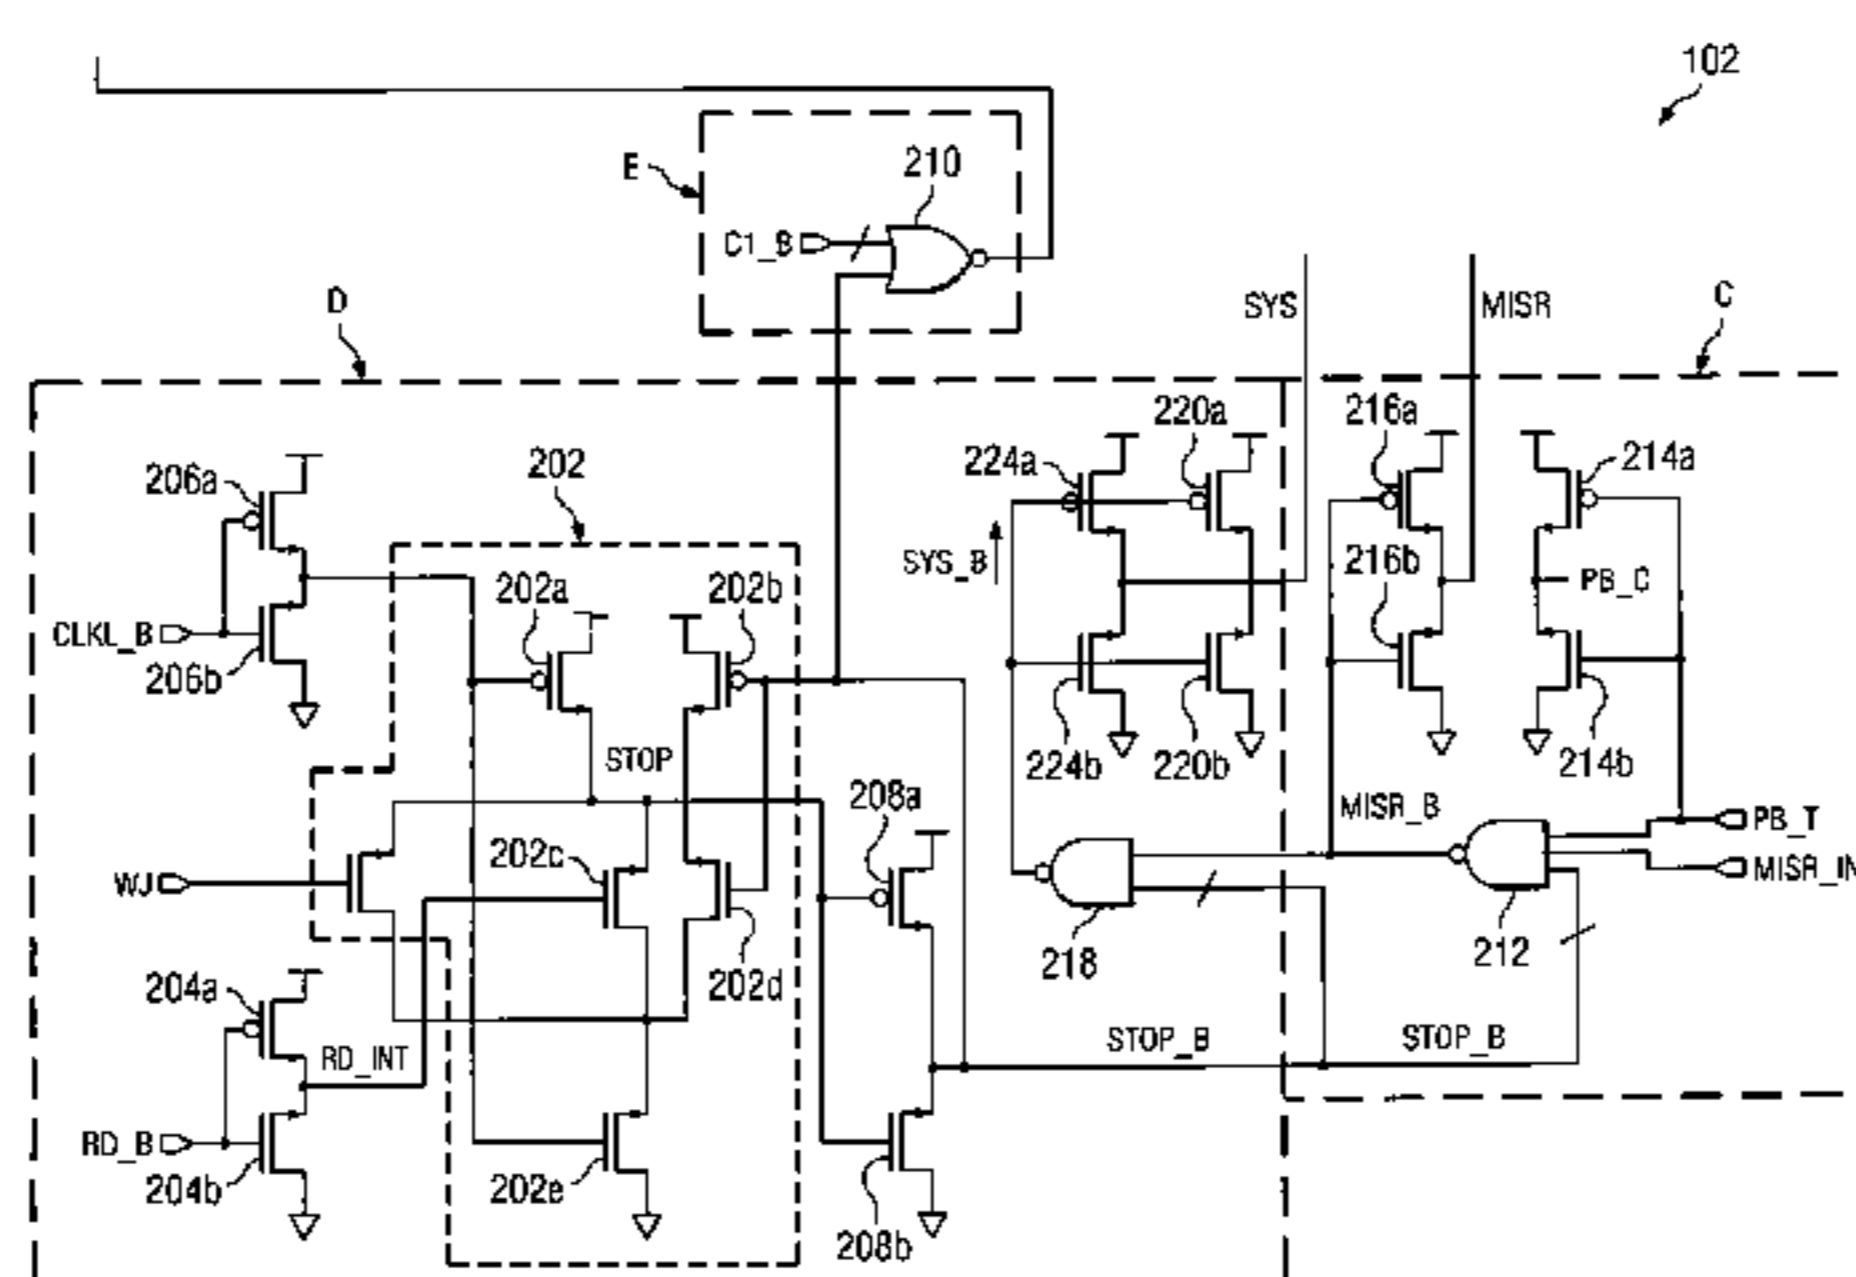 102
E
210
C1_B
D
SYS
MISR
C
220a
216a
224a
214a
206a
202
SYS_B
216b
PB_C
202a
202b
CLKL_B
206b
STOP
224b
220b
214b
208a
MISR_B
PB_T
WJ
202c
MISR_IN
218
212
204a
202d
RD_INT
STOP_B
STOP_B
RD_B
204b
202e
208b